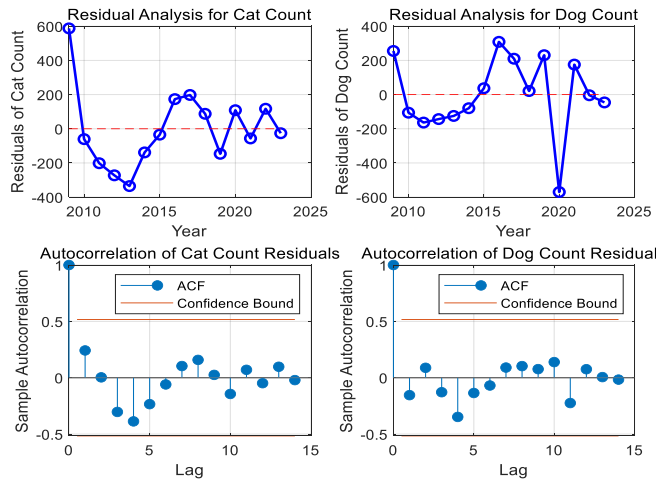 Residual Analysis for Cat Count
Residuals of Cat Count
600
400
200
0
-200
-400
2010
2015
2020
2025
Year
Residual Analysis for Dog Count
Residuals of Dog Count
400
200
0
-200
-400
-600
2010
2015
2020
2025
Year
Autocorrelation of Cat Count Residuals
Sample Autocorrelation
1
0.5
0
-0.5
ACF
Confidence Bound
0
5
10
15
Lag
Autocorrelation of Dog Count Residual
Sample Autocorrelation
1
0.5
0
-0.5
ACF
Confidence Bound
0
5
10
15
Lag